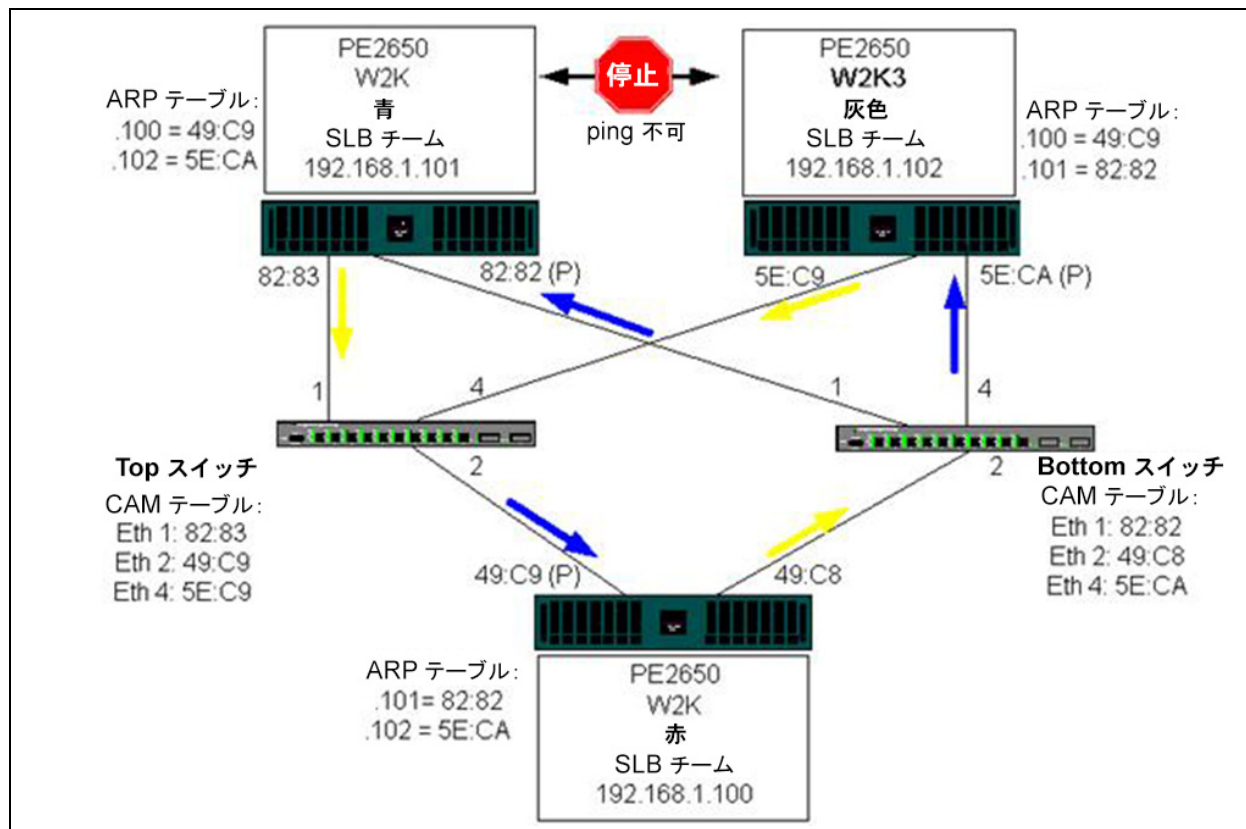 PE2650
W2K
青
SLB チーム
192.168.1.101
ARP テーブル:
.100 = 49:C9
.102 = 5E:CA
停止
ping 不可
PE2650
W2K3
灰色
SLB チーム
192.168.1.102
ARP テーブル:
.100 = 49:C9
.101 = 82:82
82:83
82:82 (P)
5E:C9
5E:CA (P)
1
4
1
4
2
2
Top スイッチ
CAM テーブル:
Eth 1: 82:83
Eth 2: 49:C9
Eth 4: 5E:C9
Bottom スイッチ
CAM テーブル:
Eth 1: 82:82
Eth 2: 49:C8
Eth 4: 5E:CA
49:C9 (P)
49:C8
ARP テーブル:
.101= 82:82
.102 = 5E:CA
PE2650
W2K
赤
SLB チーム
192.168.1.100